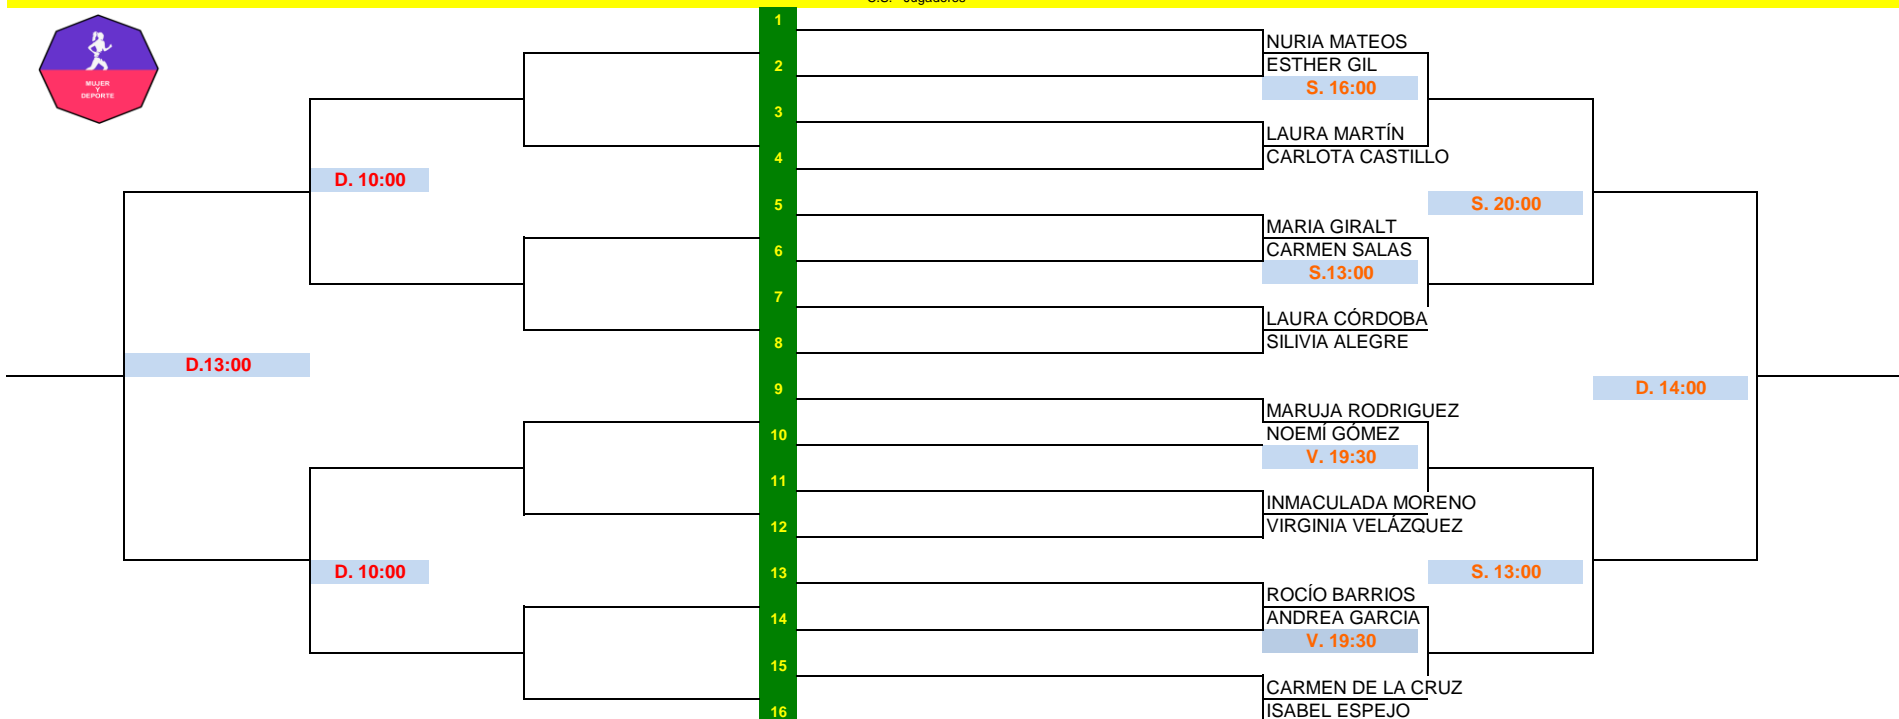 C.S. Jugadores
MUJER
Y
DEPORTE
1
NURIA MATEOS
2
ESTHER GIL
S. 16:00
3
LAURA MARTÍN
4
CARLOTA CASTILLO
D. 10:00
5
S. 20:00
MARIA GIRALT
6
CARMEN SALAS
S.13:00
7
LAURA CÓRDOBA
8
SILIVIA ALEGRE
D.13:00
9
D. 14:00
MARUJA RODRIGUEZ
10
NOEMÍ GÓMEZ
V. 19:30
11
INMACULADA MORENO
12
VIRGINIA VELÁZQUEZ
D. 10:00
13
S. 13:00
ROCÍO BARRIOS
14
ANDREA GARCIA
V. 19:30
15
CARMEN DE LA CRUZ
16
ISABEL ESPEJO